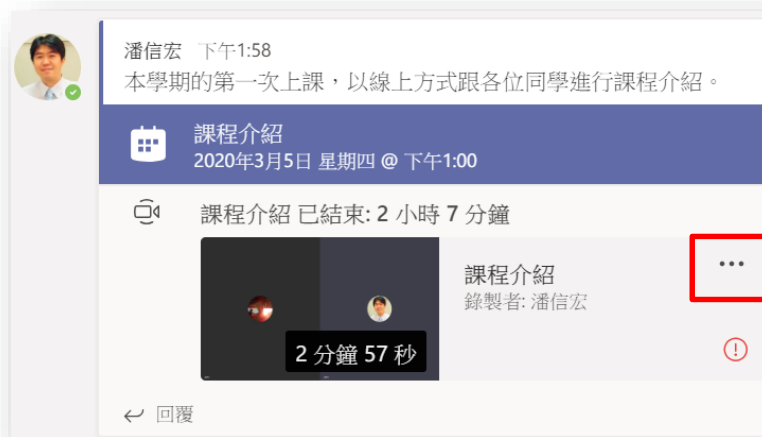 潘信宏 下午1:58
本學期的第一次上課，以線上方式跟各位同學進行課程介紹。
課程介紹
2020年3月5日 星期四 @ 下午1:00
課程介紹 已結束: 2 小時 7 分鐘
課程介紹
錄製者: 潘信宏
2 分鐘 57 秒
回覆